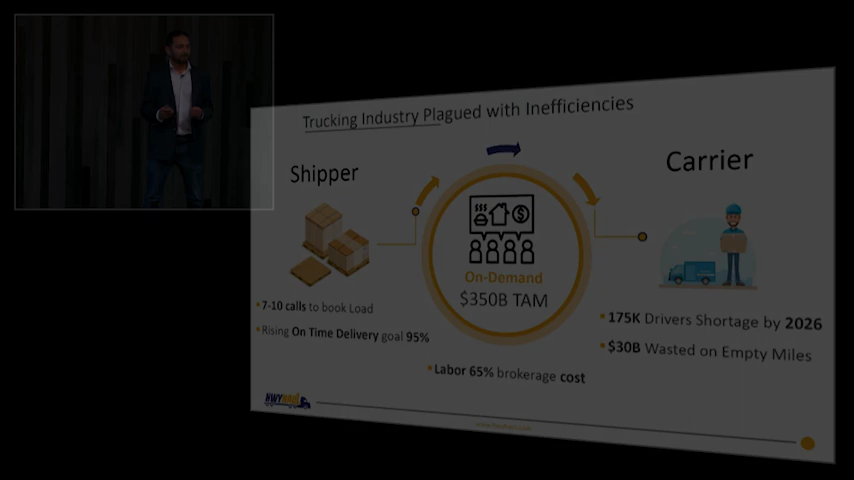 Trucking Industry Plagued with Inefficiencies
Shipper
Carrier
On-Demand
$350B TAM
7-10 calls to book Load
Rising On Time Delivery goal 95%
175K Drivers Shortage by 2026
$30B Wasted on Empty Miles
Labor 65% brokerage cost
HWY